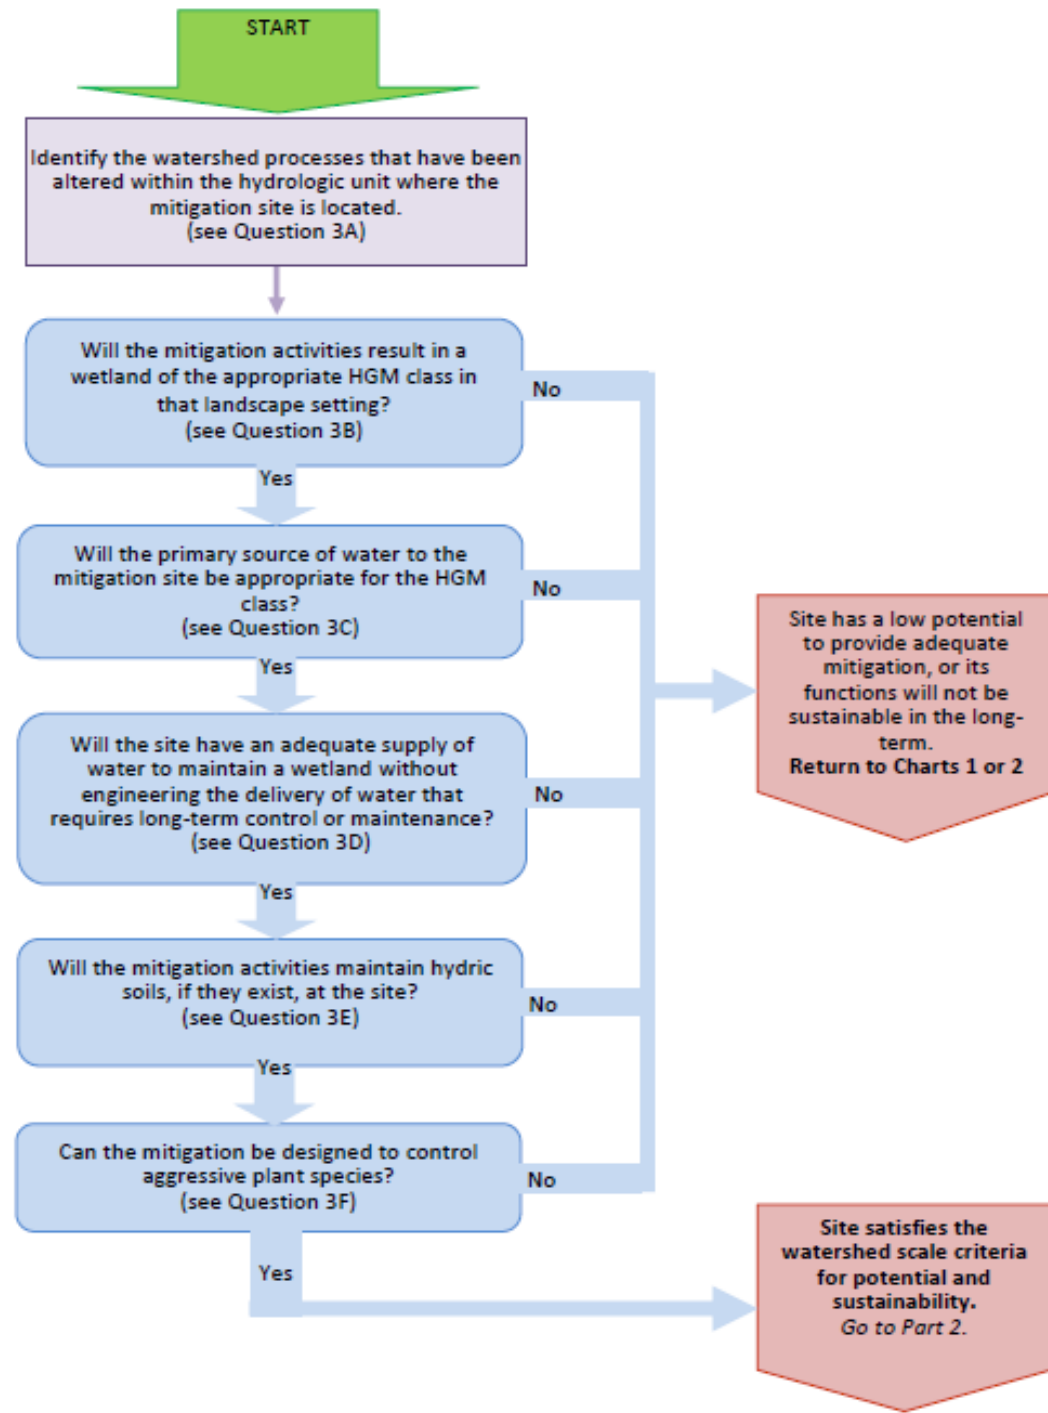 START
Identify the watershed processes that have been
altered within the hydrologic unit where the
mitigation site is located.
(see Question 3A)
Will the mitigation activities result in a
wetland of the appropriate HGM class in
that landscape setting?
(see Question 3B)
No
Yes
Will the primary source of water to the
mitigation site be appropriate for the HGM
class?
(see Question 3C)
No
Yes
Site has a low potential
to provide adequate
mitigation, or its
functions will not be
sustainable in the long-
term.
Return to Charts 1 or 2
Will the site have an adequate supply of
water to maintain a wetland without
engineering the delivery of water that
requires long-term control or maintenance?
(see Question 3D)
No
Yes
Will the mitigation activities maintain hydric
soils, if they exist, at the site?
(see Question 3E)
No
Yes
Can the mitigation be designed to control
aggressive plant species?
(see Question 3F)
No
Yes
Site satisfies the
watershed scale criteria
for potential and
sustainability.
Go to Part 2.